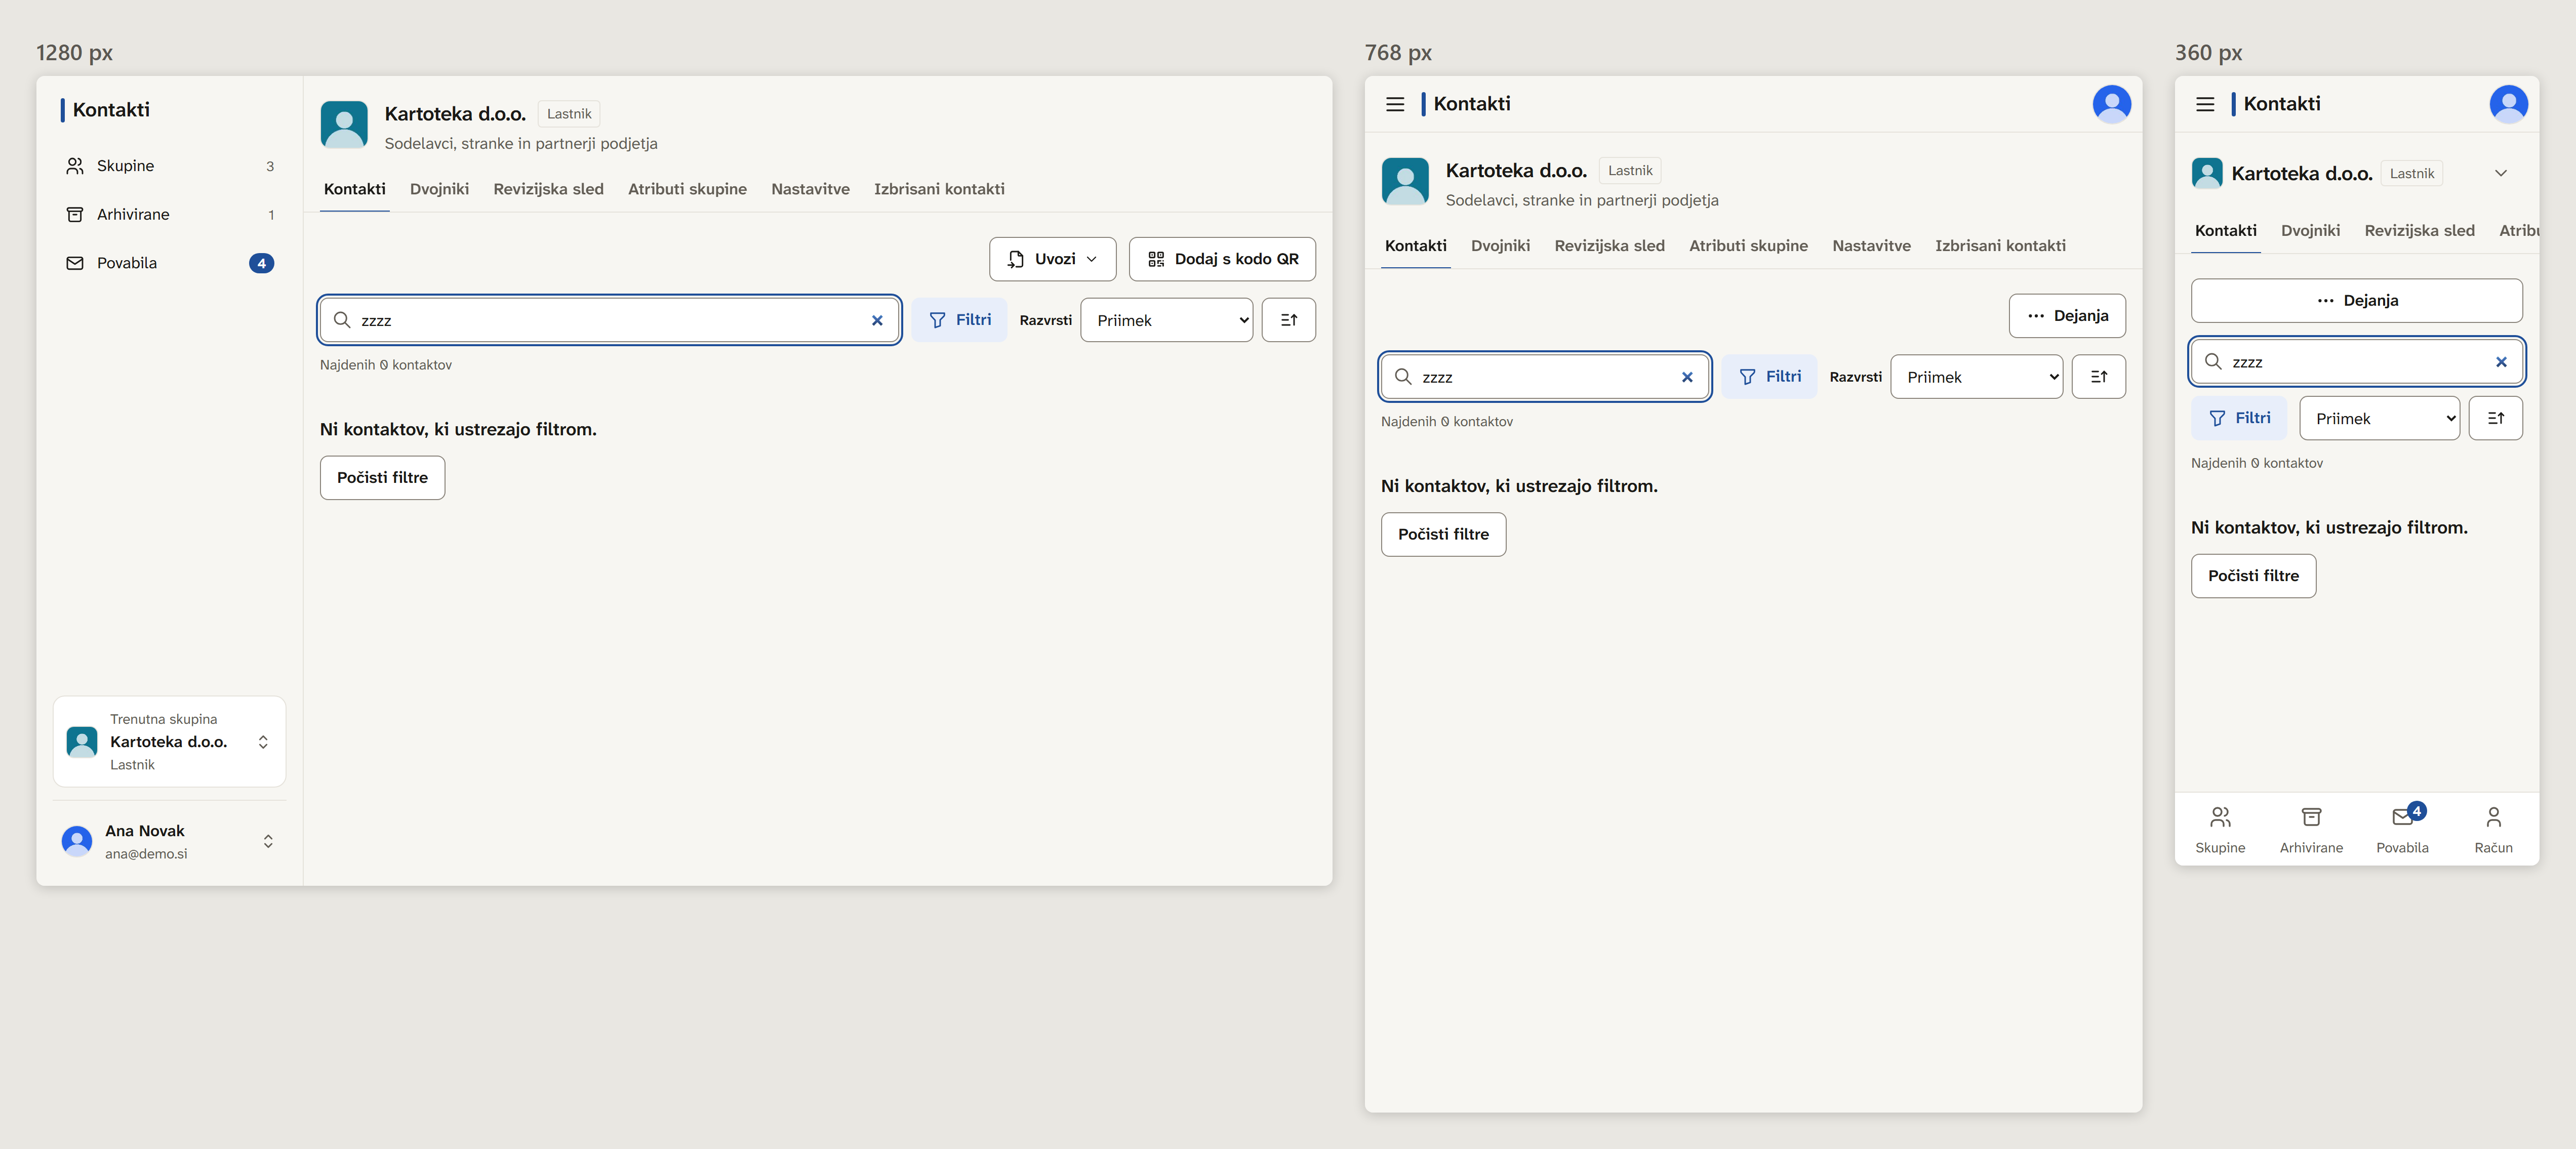 1280 px
Kontakti
Skupine 3
Arhivirane 1
Povabila 4
Trenutna skupina
Kartoteka d.o.o.
Lastnik
Ana Novak
ana@demo.si
Kartoteka d.o.o. Lastnik
Sodelavci, stranke in partnerji podjetja
Kontakti Dvojniki Revizijska sled Atributi skupine Nastavitve Izbrisani kontakti
Uvozi Dodaj s kodo QR
zzzz Filtri Razvrsti Priimek
Najdenih 0 kontaktov
Ni kontaktov, ki ustrezajo filtrom.
Počisti filtre
768 px
Kontakti
Kartoteka d.o.o. Lastnik
Sodelavci, stranke in partnerji podjetja
Kontakti Dvojniki Revizijska sled Atributi skupine Nastavitve Izbrisani kontakti
Dejanja
zzzz Filtri Razvrsti Priimek
Najdenih 0 kontaktov
Ni kontaktov, ki ustrezajo filtrom.
Počisti filtre
360 px
Kontakti
Kartoteka d.o.o. Lastnik
Kontakti Dvojniki Revizijska sled Atribu
Dejanja
zzzz
Filtri Priimek
Najdenih 0 kontaktov
Ni kontaktov, ki ustrezajo filtrom.
Počisti filtre
4
Skupine Arhivirane Povabila Račun